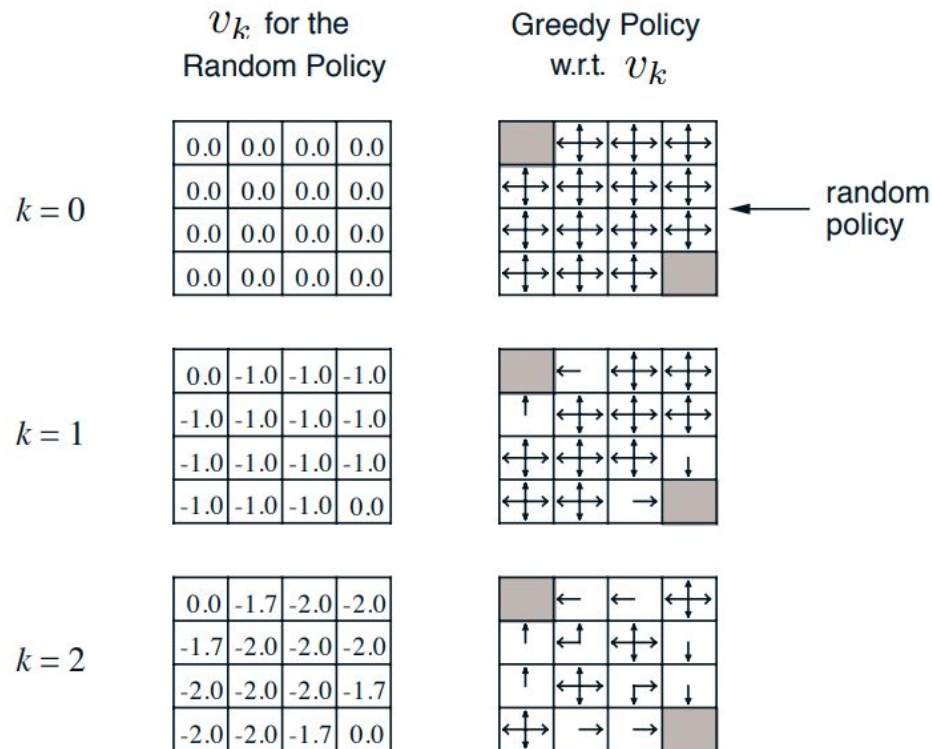 v_k for the
Random Policy
Greedy Policy
w.r.t. v_k
k = 0
0.0 0.0 0.0 0.0
0.0 0.0 0.0 0.0
0.0 0.0 0.0 0.0
0.0 0.0 0.0 0.0
random
policy
k = 1
0.0 -1.0 -1.0 -1.0
-1.0 -1.0 -1.0 -1.0
-1.0 -1.0 -1.0 -1.0
-1.0 -1.0 -1.0 0.0
k = 2
0.0 -1.7 -2.0 -2.0
-1.7 -2.0 -2.0 -2.0
-2.0 -2.0 -2.0 -1.7
-2.0 -2.0 -1.7 0.0